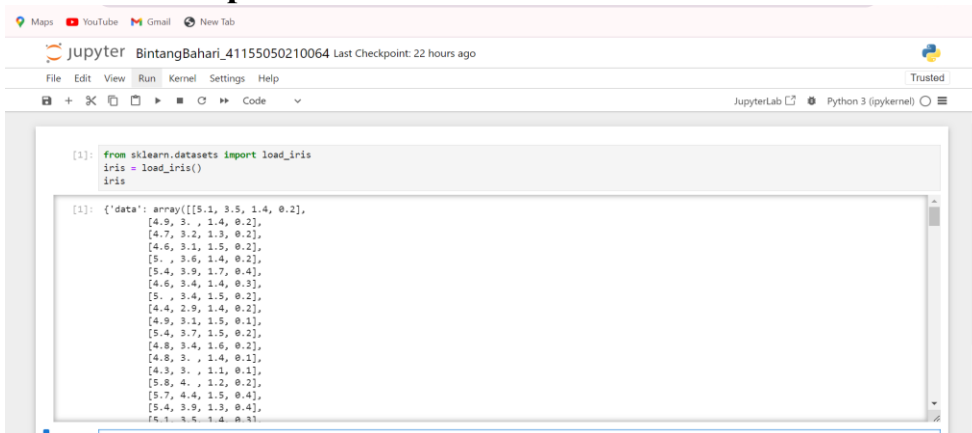 Maps YouTube Gmail New Tab
jupyter BintangBahari_41155050210064 Last Checkpoint: 22 hours ago
File Edit View Run Kernel Settings Help Trusted
Code JupyterLab Python 3 (ipykernel)
[1]: from sklearn.datasets import load_iris
iris = load_iris()
iris
[1]: {'data': array([[5.1, 3.5, 1.4, 0.2],
[4.9, 3. , 1.4, 0.2],
[4.7, 3.2, 1.3, 0.2],
[4.6, 3.1, 1.5, 0.2],
[5. , 3.6, 1.4, 0.2],
[5.4, 3.9, 1.7, 0.4],
[4.6, 3.4, 1.4, 0.3],
[5. , 3.4, 1.5, 0.2],
[4.4, 2.9, 1.4, 0.2],
[4.9, 3.1, 1.5, 0.1],
[5.4, 3.7, 1.5, 0.2],
[4.8, 3.4, 1.6, 0.2],
[4.8, 3. , 1.4, 0.1],
[4.3, 3. , 1.1, 0.1],
[5.8, 4. , 1.2, 0.2],
[5.7, 4.4, 1.5, 0.4],
[5.4, 3.9, 1.3, 0.4],
[5.1, 3.5, 1.4, 0.3],